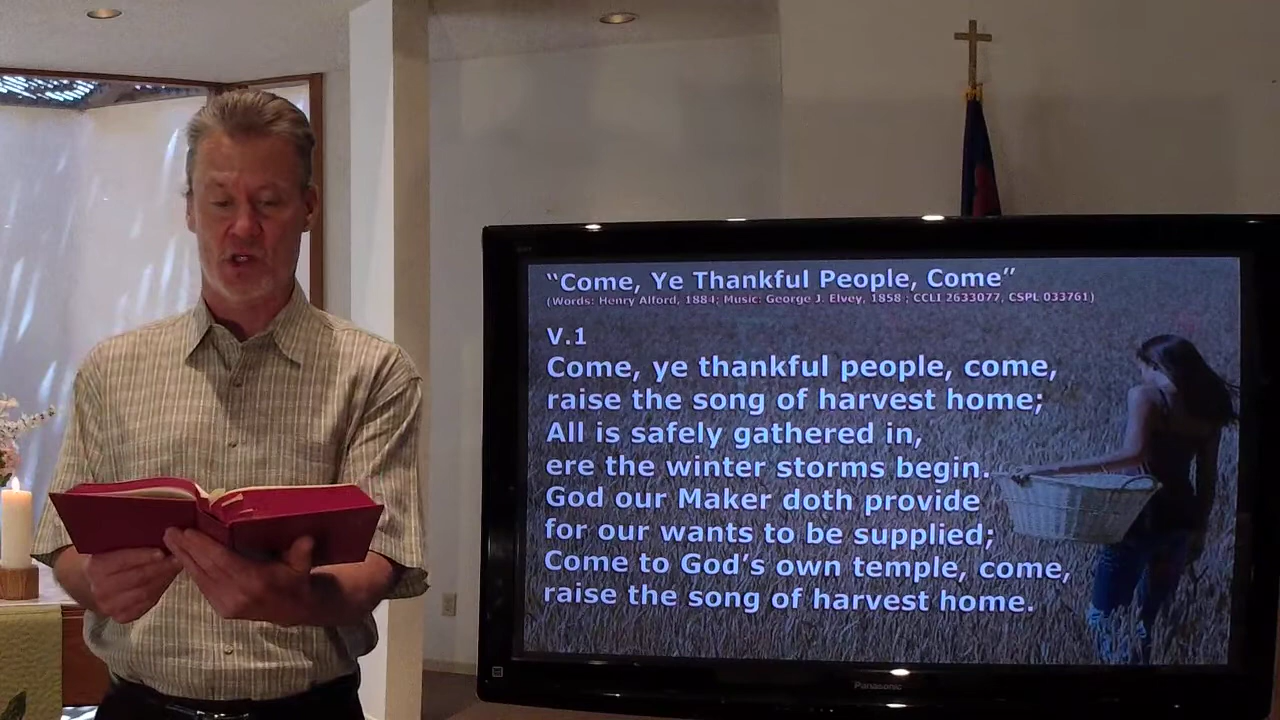 “Come, Ye Thankful People, Come”
(Words: Henry Alford, 1884; Music: George J. Elvey, 1858 ; CCLI 2633077, CSPL 033761)
V.1
Come, ye thankful people, come,
raise the song of harvest home;
All is safely gathered in,
ere the winter storms begin.
God our Maker doth provide
for our wants to be supplied;
Come to God’s own temple, come,
raise the song of harvest home.
Panasonic